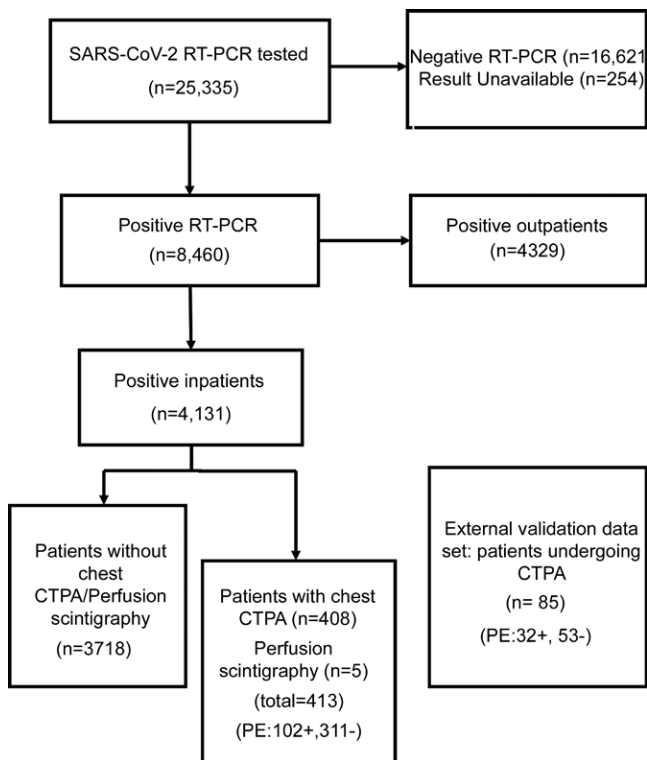 SARS-CoV-2 RT-PCR tested
(n=25,335)
Negative RT-PCR (n=16,621
Result Unavailable (n=254)
Positive RT-PCR
(n=8,460)
Positive outpatients
(n=4329)
Positive inpatients
(n=4,131)
Patients without
chest
CTPA/Perfusion
scintigraphy
(n=3718)
Patients with chest
CTPA (n=408)
Perfusion
scintigraphy (n=5)
(total=413)
(PE:102+,311-)
External validation data
set: patients undergoing
CTPA
(n= 85)
(PE:32+, 53-)